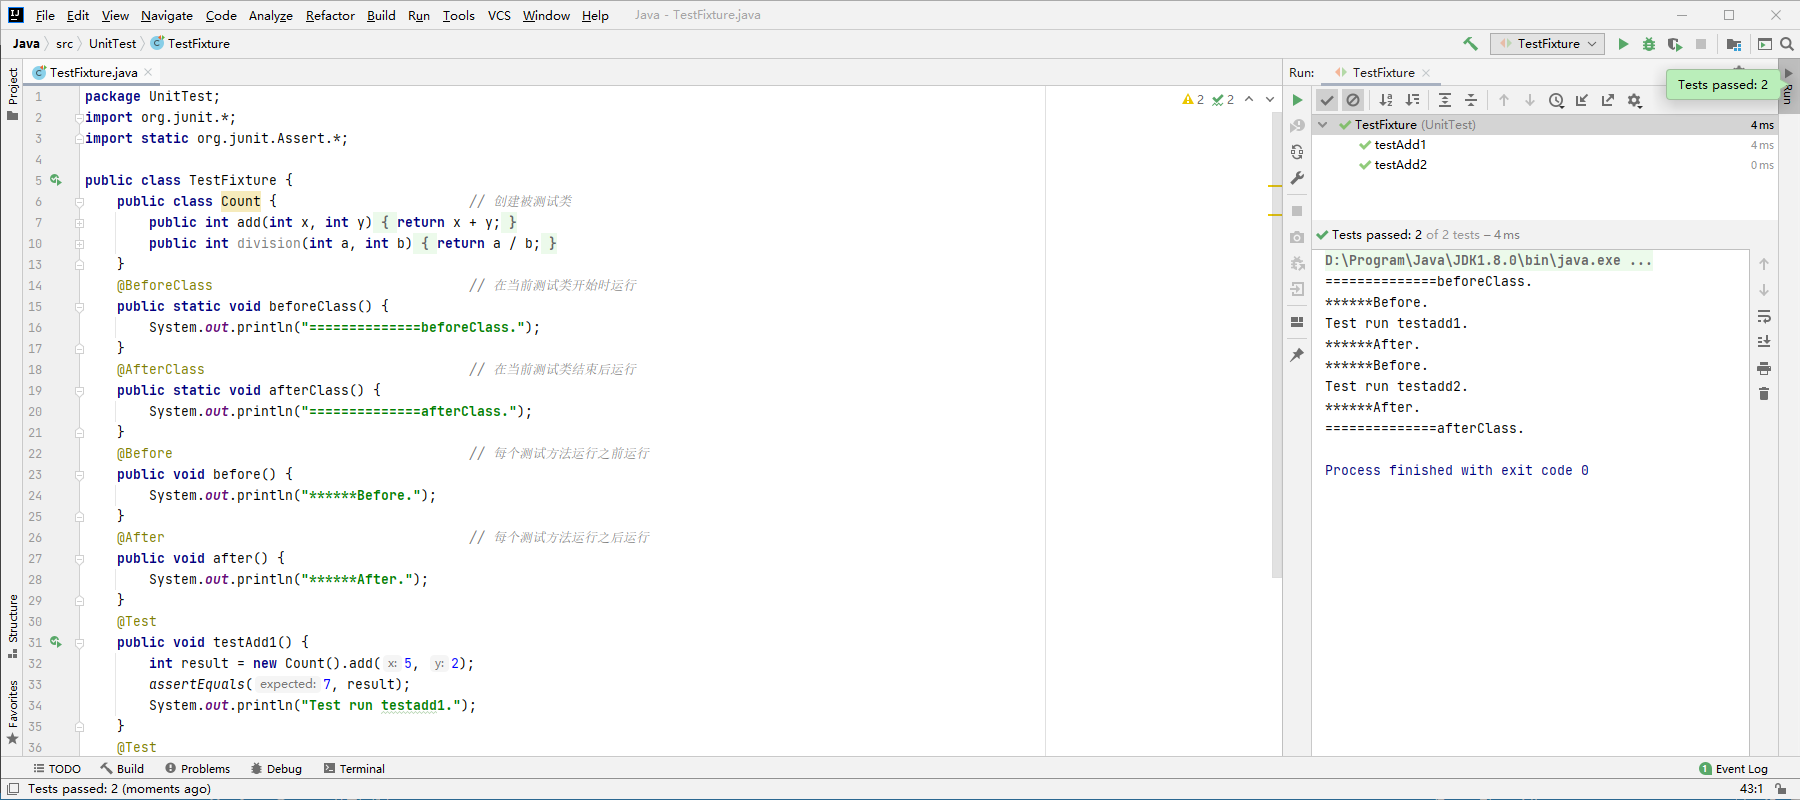 File Edit View Navigate Code Analyze Refactor Build Run Tools VCS Window Help Java - TestFixture.java
Java src UnitTest TestFixture
TestFixture
Project
TestFixture.java
Run: TestFixture
Tests passed: 2
Run
1 package UnitTest;
2 import org.junit.*;
3 import static org.junit.Assert.*;
4
5 public class TestFixture {
6 public class Count { // 创建被测试类
7 public int add(int x, int y) { return x + y; }
10 public int division(int a, int b) { return a / b; }
13 }
14 @BeforeClass // 在当前测试类开始时运行
15 public static void beforeClass() {
16 System.out.println("==============beforeClass.");
17 }
18 @AfterClass // 在当前测试类结束后运行
19 public static void afterClass() {
20 System.out.println("==============afterClass.");
21 }
22 @Before // 每个测试方法运行之前运行
23 public void before() {
24 System.out.println("******Before.");
25 }
26 @After // 每个测试方法运行之后运行
27 public void after() {
28 System.out.println("******After.");
29 }
30 @Test
31 public void testAdd1() {
32 int result = new Count().add( x: 5, y: 2);
33 assertEquals( expected: 7, result);
34 System.out.println("Test run testadd1.");
35 }
36 @Test
2 2
TestFixture (UnitTest) 4 ms
testAdd1 4 ms
testAdd2 0 ms
Tests passed: 2 of 2 tests – 4 ms
D:\Program\Java\JDK1.8.0\bin\java.exe ...
==============beforeClass.
******Before.
Test run testadd1.
******After.
******Before.
Test run testadd2.
******After.
==============afterClass.
Process finished with exit code 0
Structure
Favorites
TODO Build Problems Debug Terminal
1 Event Log
Tests passed: 2 (moments ago)
43:1